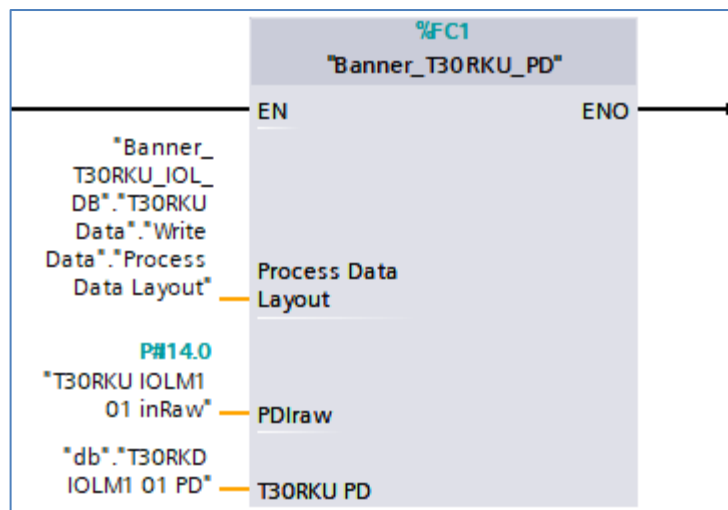 %FC1
"Banner_T30RKU_PD"
EN
ENO
"Banner_
T30RKU_IOL_
DB"."T30RKU
Data"."Write
Data"."Process
Data Layout"
Process Data
Layout
P#I14.0
"T30RKU IOLM1
01 inRaw"
PDIraw
"db"."T30RKD
IOLM1 01 PD"
T30RKU PD